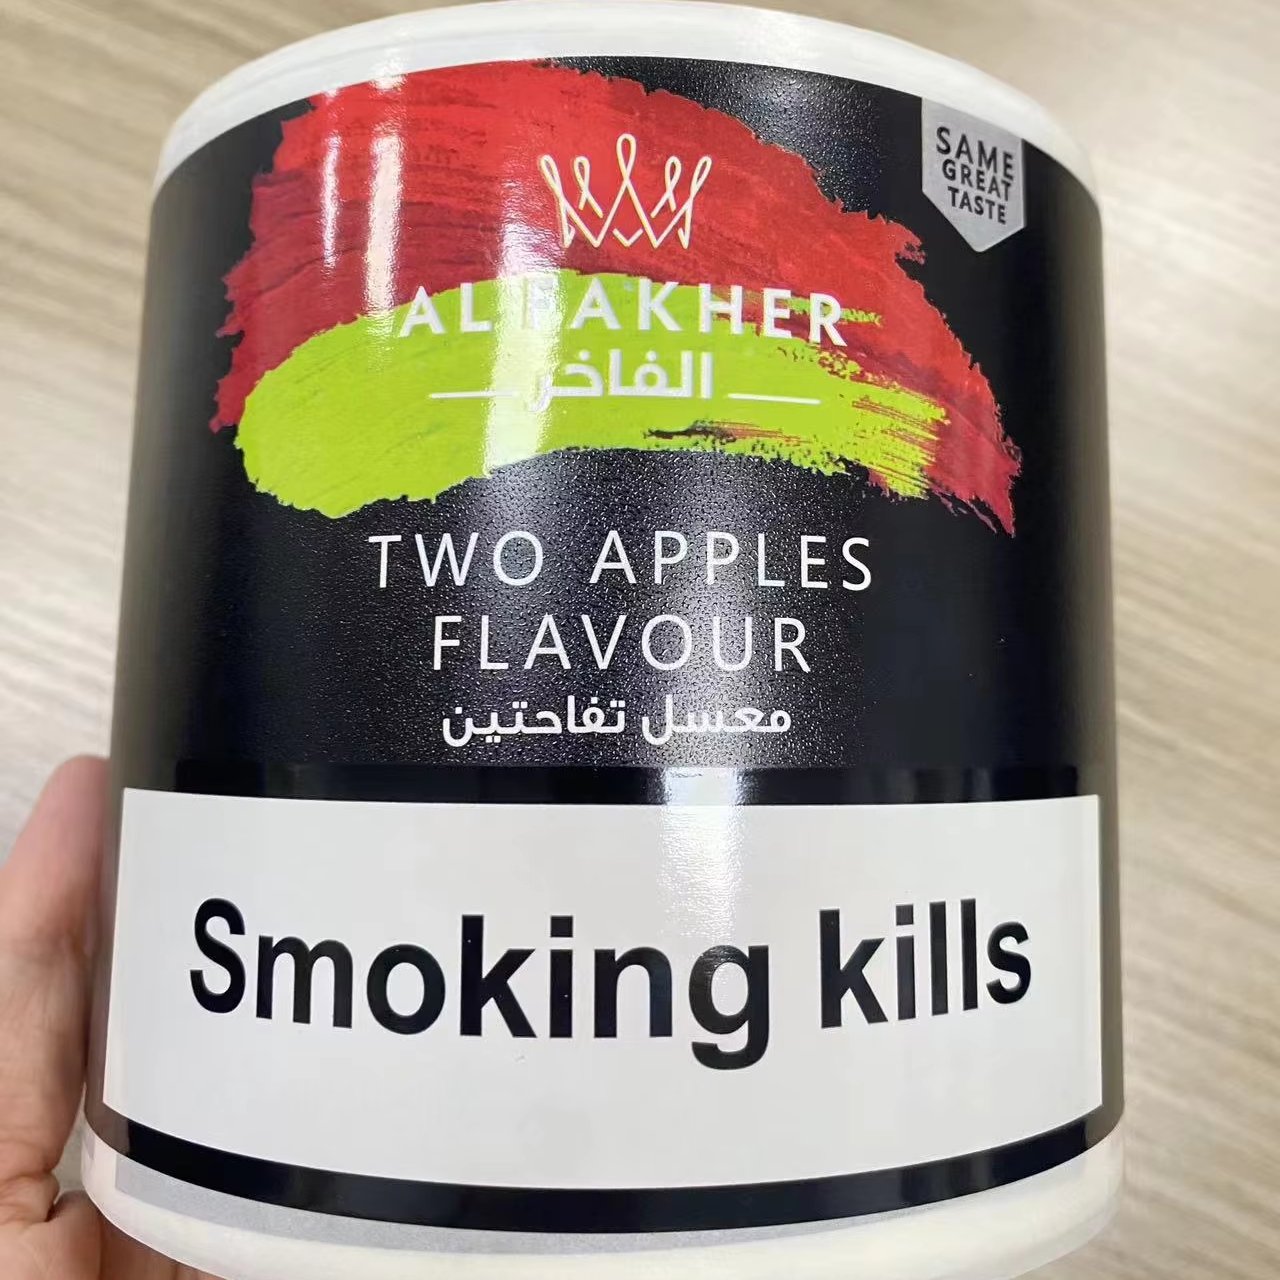 SAME
GREAT
TASTE
AL FAKHER
الفاخر
TWO APPLES
FLAVOUR
معسل تفاحتين
Smoking kills